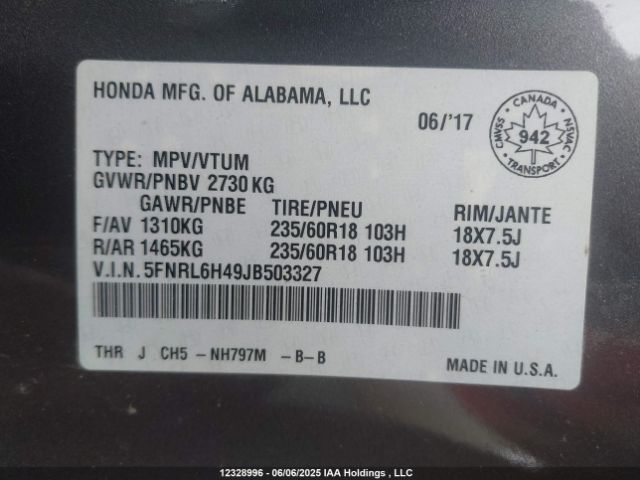 HONDA MFG. OF ALABAMA, LLC
06/'17
CANADA
CMVSS 942 NSVAC
TRANSPORT
TYPE: MPV/VTUM
GVWR/PNBV 2730 KG
GAWR/PNBE TIRE/PNEU RIM/JANTE
F/AV 1310KG 235/60R18 103H 18X7.5J
R/AR 1465KG 235/60R18 103H 18X7.5J
V.I.N. 5FNRL6H49JB503327
THR J CH5 - NH797M - B - B
MADE IN U.S.A.
12328996 - 06/06/2025 IAA Holdings , LLC